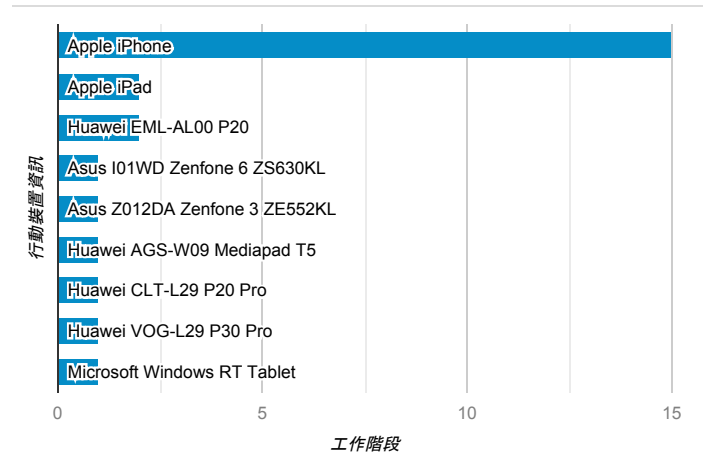 Apple iPhone
Apple iPad
Huawei EML-AL00 P20
Asus I01WD Zenfone 6 ZS630KL
Asus Z012DA Zenfone 3 ZE552KL
Huawei AGS-W09 Mediapad T5
Huawei CLT-L29 P20 Pro
Huawei VOG-L29 P30 Pro
Microsoft Windows RT Tablet
行動裝置資訊
0 5 10 15
工作階段